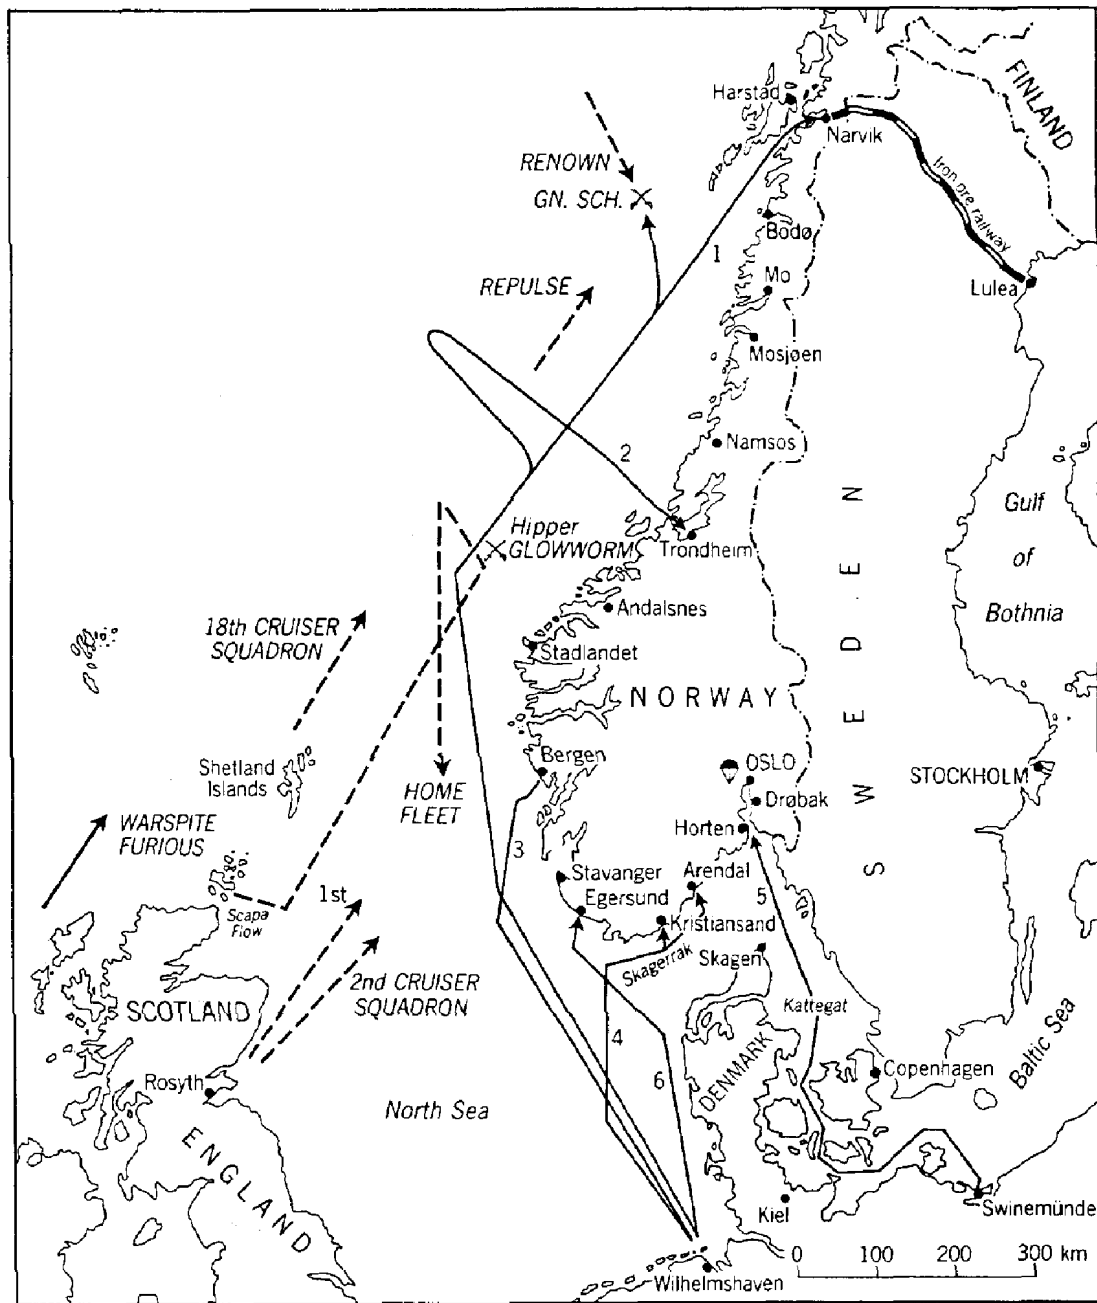 Harstad
FINLAND
Narvik
RENOWN
GN. SCH.
Iron ore railway
Bodø
1
Mo
REPULSE
Lulea
Mosjøen
Namsos
2
Gulf
of
Bothnia
Hipper
GLOWWORM
Trondheim
SWEDEN
Andalsnes
18th CRUISER
SQUADRON
Stadlandet
NORWAY
Shetland
Islands
Bergen
OSLO
STOCKHOLM
HOME
FLEET
Drøbak
WARSPITE
FURIOUS
Horten
3
Stavanger
Arendal
5
Egersund
Scapa
Flow
1st
Kristiansand
Skagerrak
Skagen
2nd CRUISER
SQUADRON
SCOTLAND
Kattegat
4
Baltic Sea
DENMARK
Copenhagen
6
Rosyth
North Sea
ENGLAND
Kiel
Swinemünde
0 100 200 300 km
Wilhelmshaven